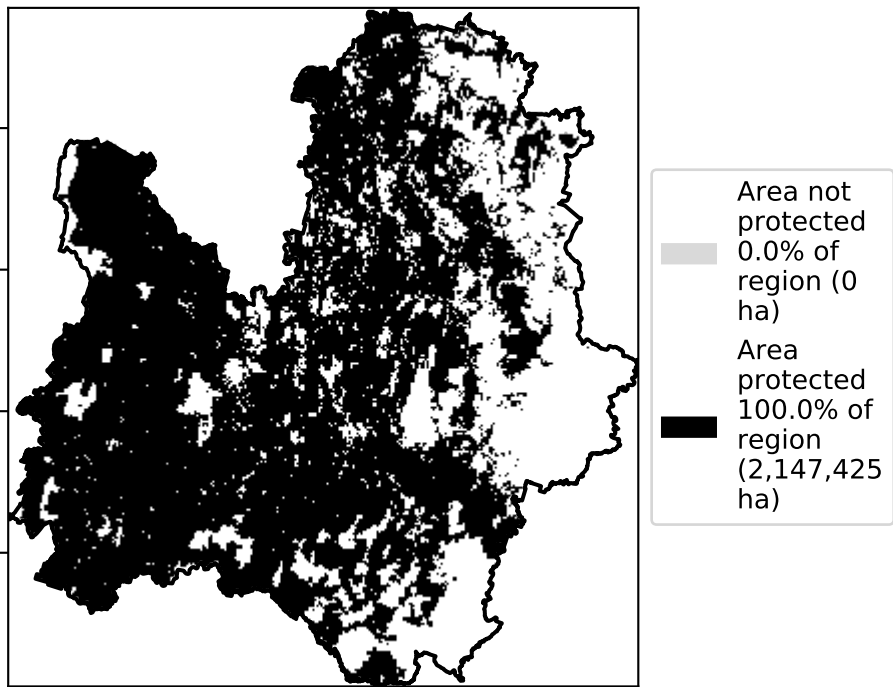 Area not
protected
0.0% of
region (0
ha)
Area
protected
100.0% of
region
(2,147,425
ha)